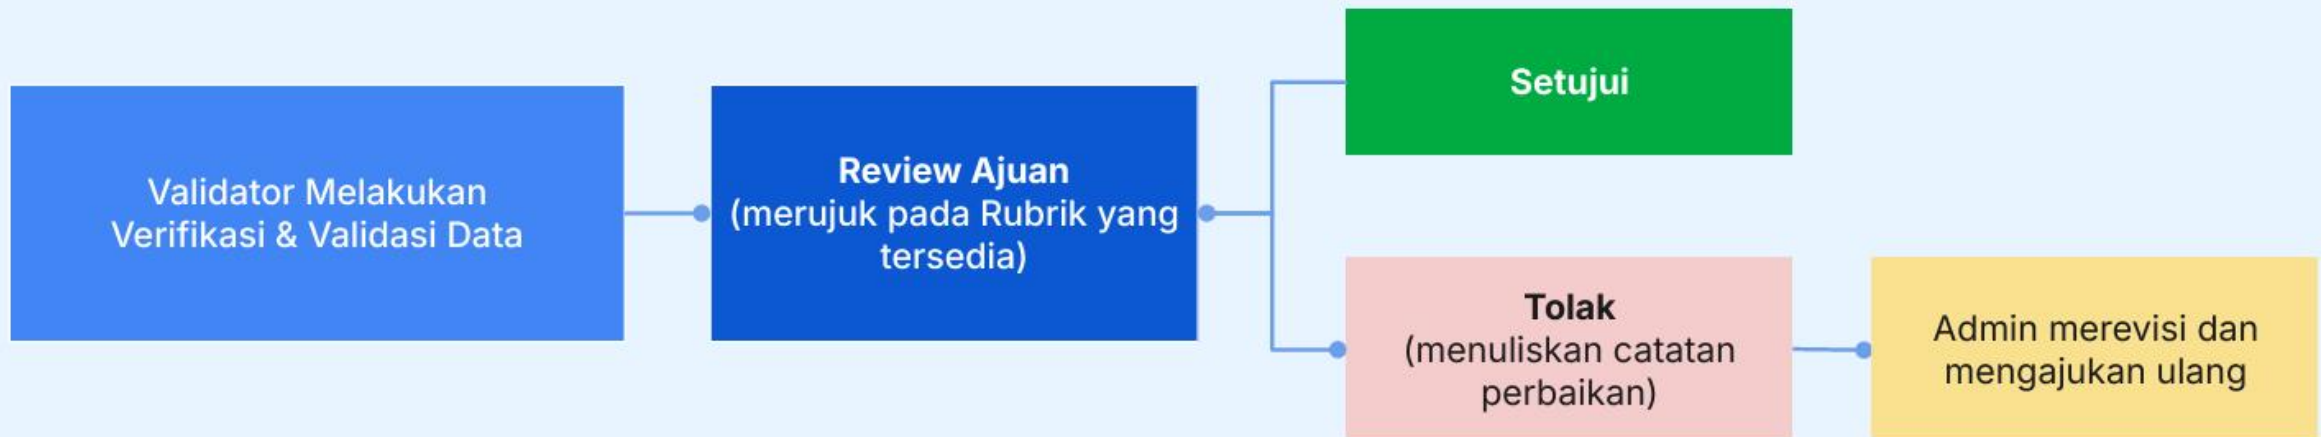 Validator Melakukan
Verifikasi & Validasi Data
Review Ajuan
(merujuk pada Rubrik yang
tersedia)
Setujui
Tolak
(menuliskan catatan
perbaikan)
Admin merevisi dan
mengajukan ulang